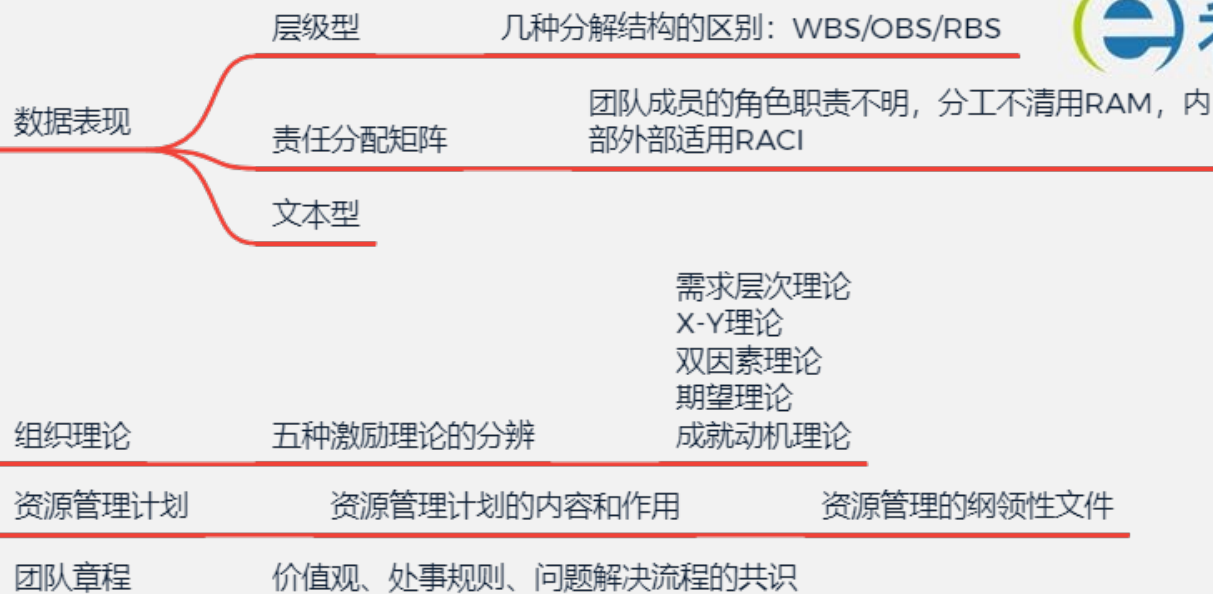 层级型
几种分解结构的区别：WBS/OBS/RBS
数据表现
责任分配矩阵
团队成员的角色职责不明，分工不清用RAM，内
部外部适用RACI
文本型
需求层次理论
X-Y理论
双因素理论
期望理论
成就动机理论
组织理论
五种激励理论的分辨
资源管理计划
资源管理计划的内容和作用
资源管理的纲领性文件
团队章程
价值观、处事规则、问题解决流程的共识